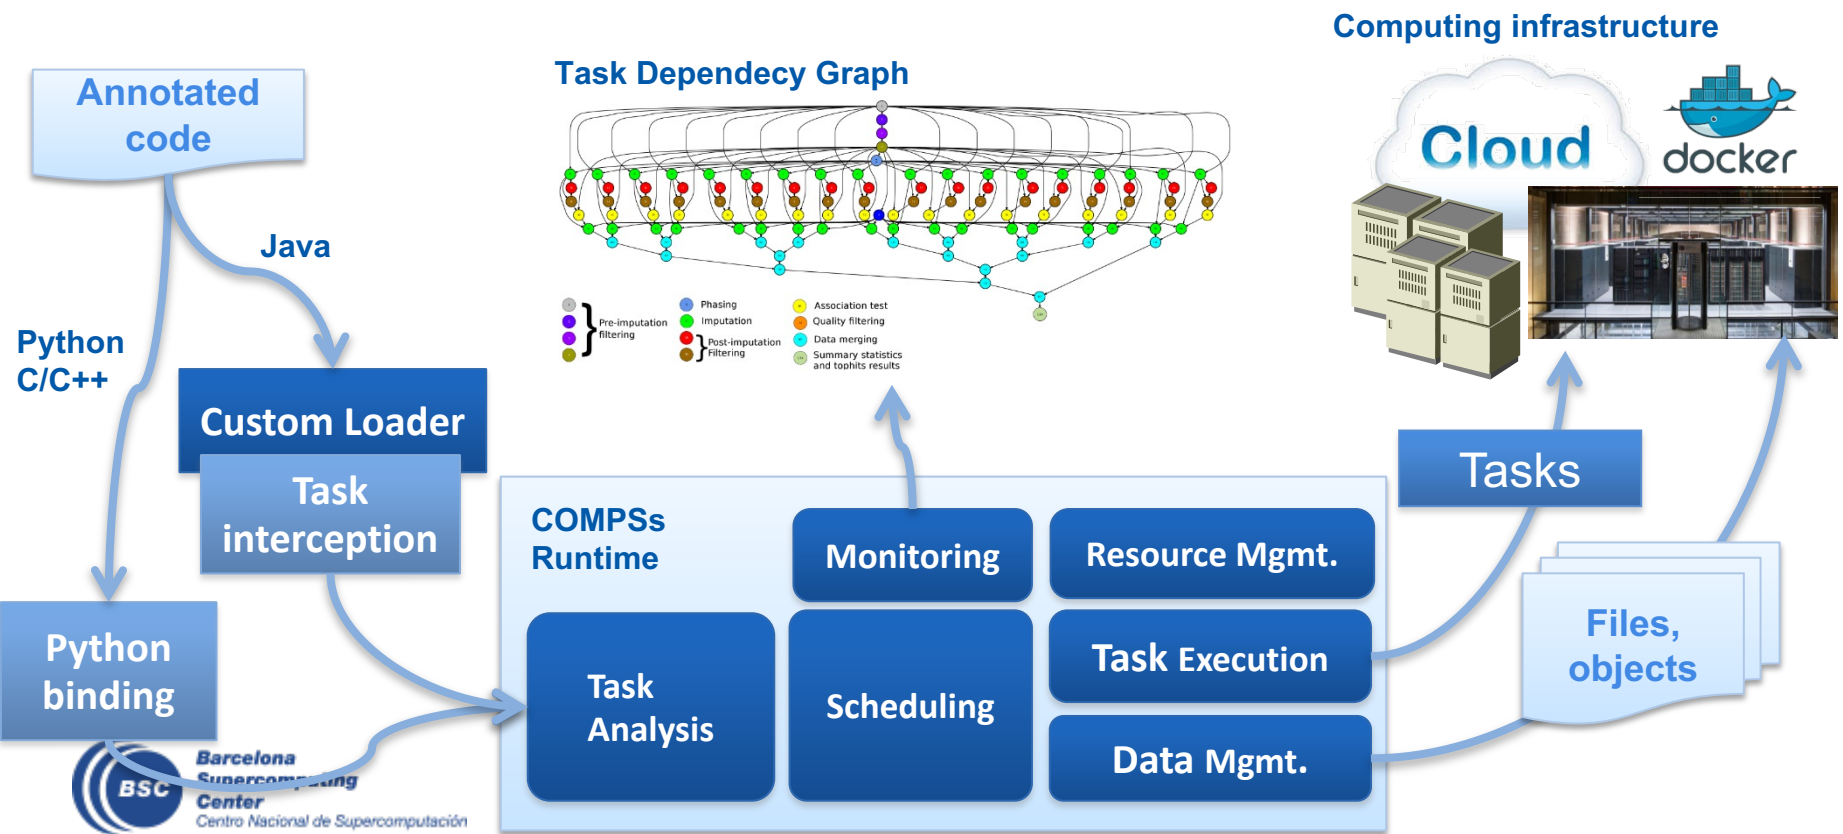 Computing infrastructure
Task Dependecy Graph
Annotated
code
Cloud
docker
Java
Python
C/C++
Pre-imputation
filtering
Phasing
Imputation
Post-imputation
Filtering
Association test
Quality filtering
Data merging
Summary statistics
and tophits results
Custom Loader
Task
interception
Tasks
COMPSs
Runtime
Monitoring
Resource Mgmt.
Python
binding
Task
Analysis
Scheduling
Task Execution
Data Mgmt.
Files,
objects
BSC
Barcelona
Supercomputing
Center
Centro Nacional de Supercomputación